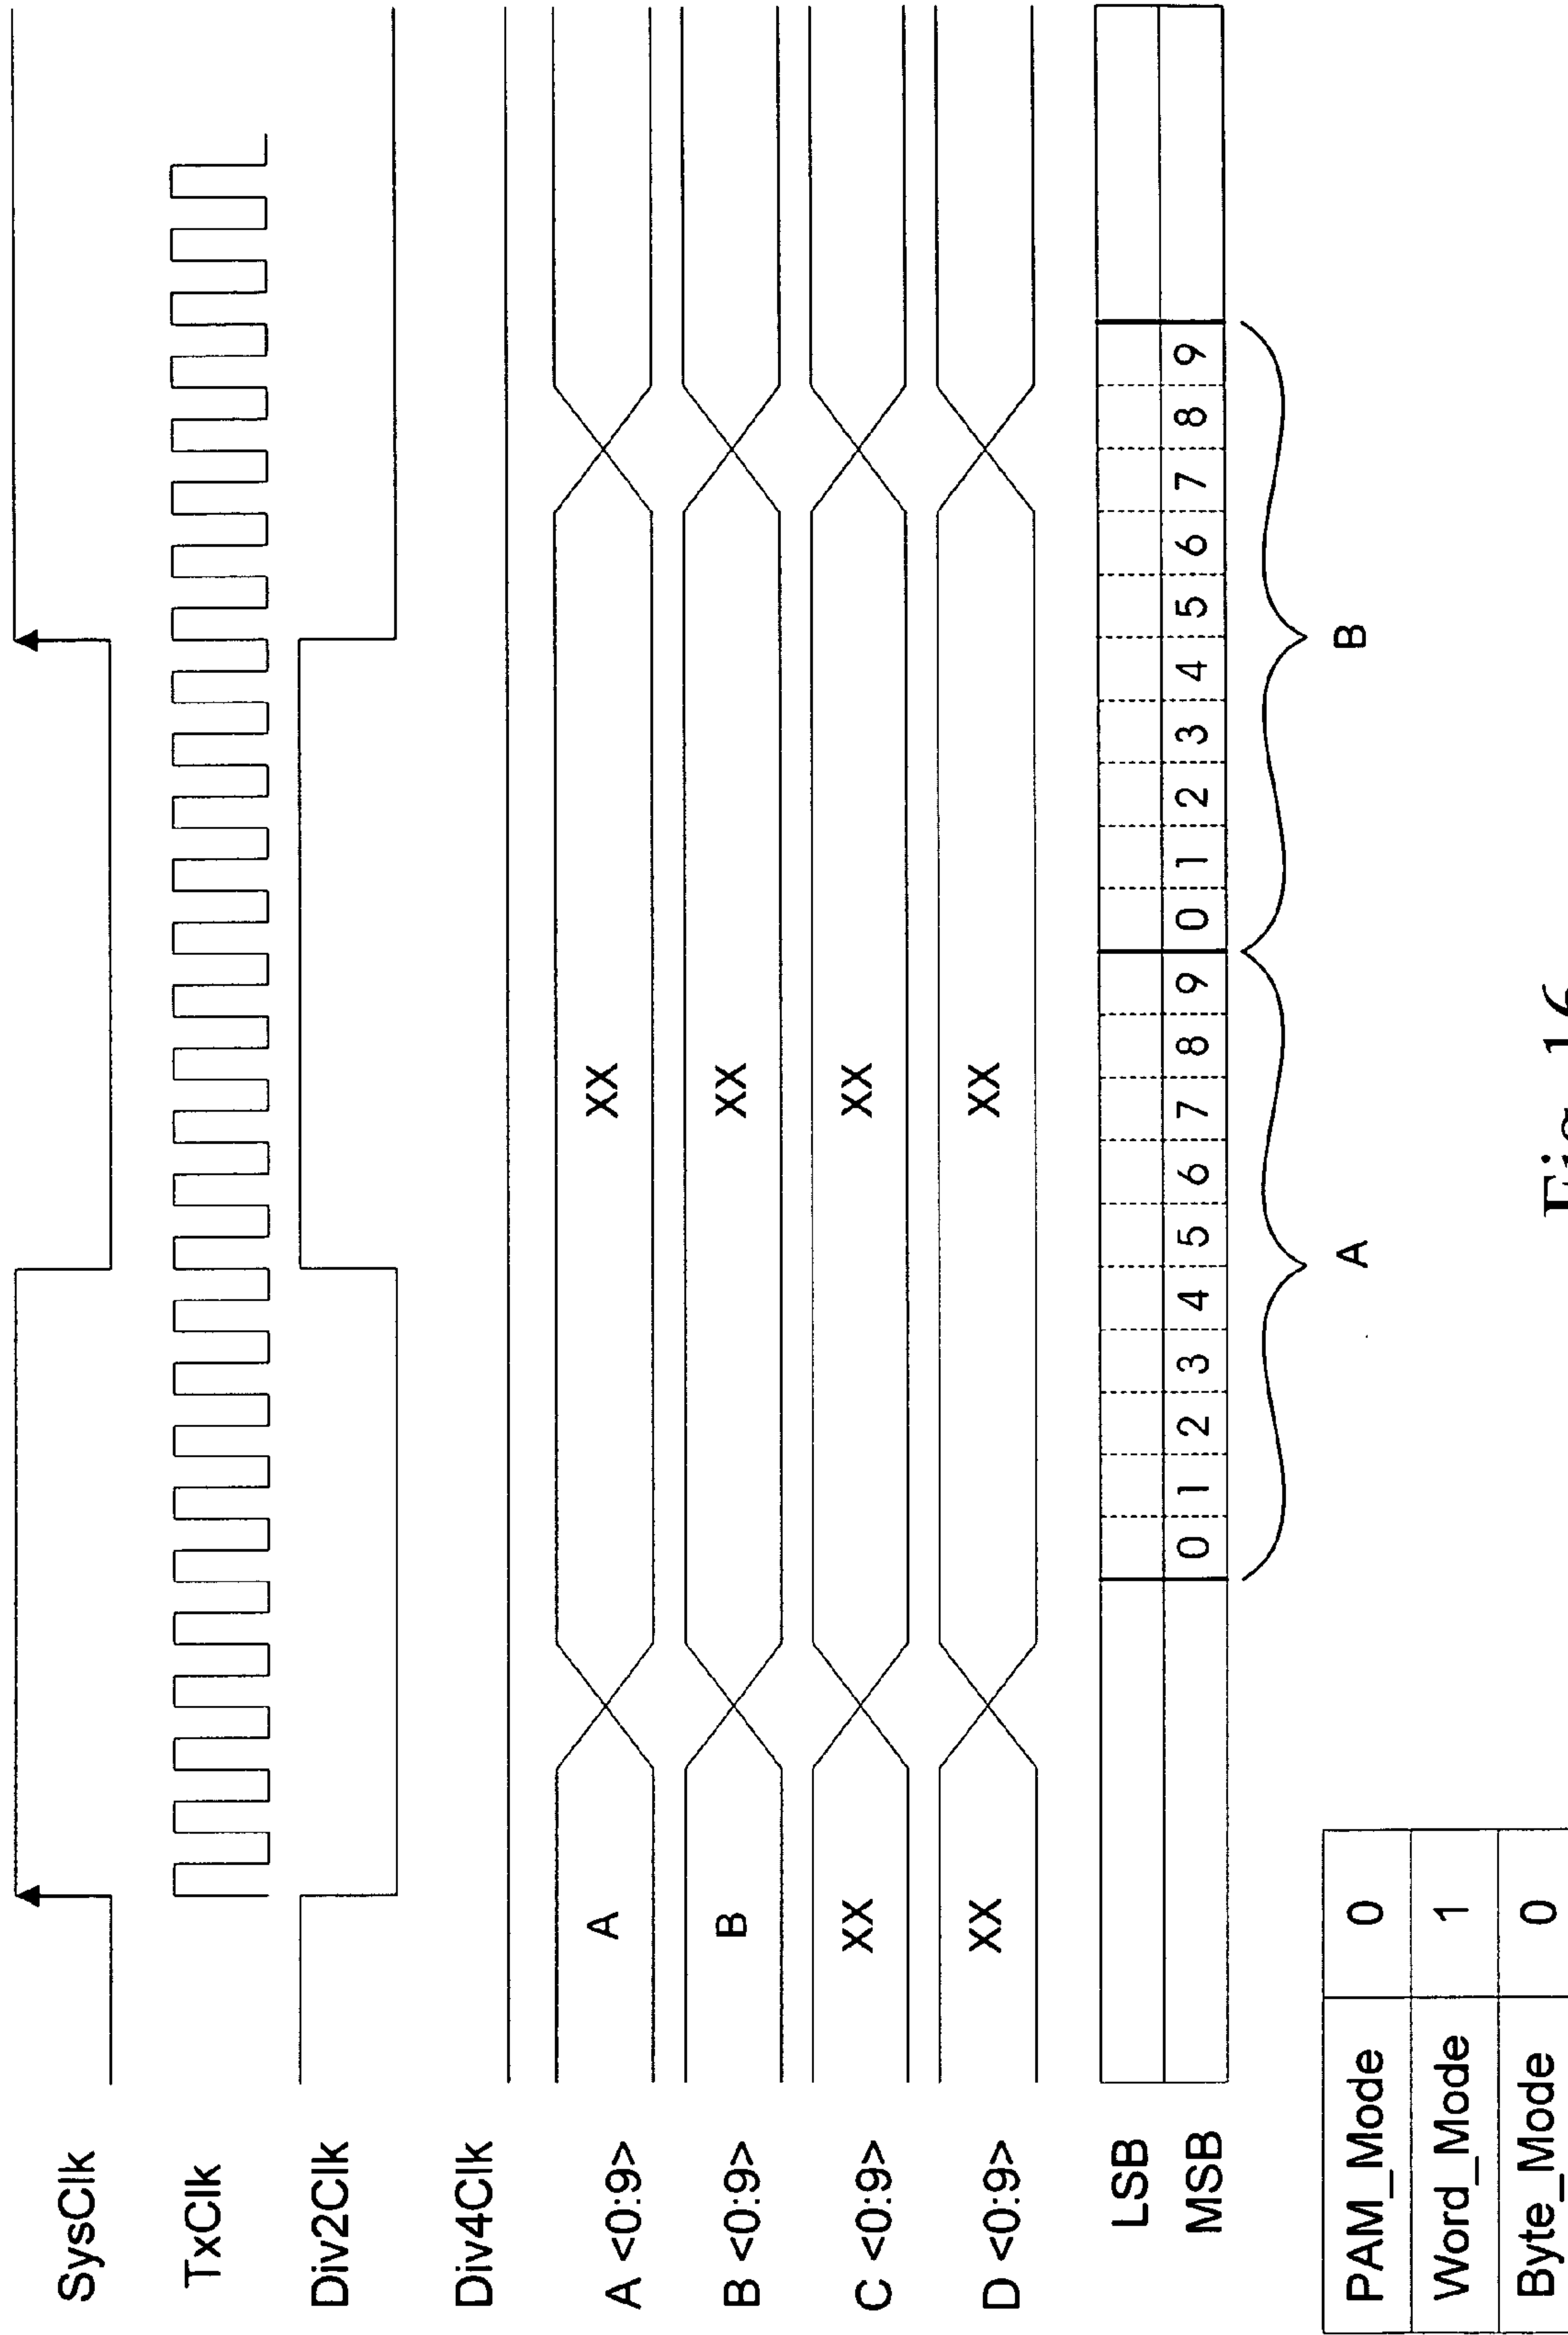 SysClk
TxClk
Div2Clk
Div4Clk
A <0:9> A XX
B <0:9> B XX
C <0:9> XX XX
D <0:9> XX XX
LSB
MSB 0 1 2 3 4 5 6 7 8 9 0 1 2 3 4 5 6 7 8 9
A B
PAM_Mode 0
Word_Mode 1
Byte_Mode 0
Fig. 16